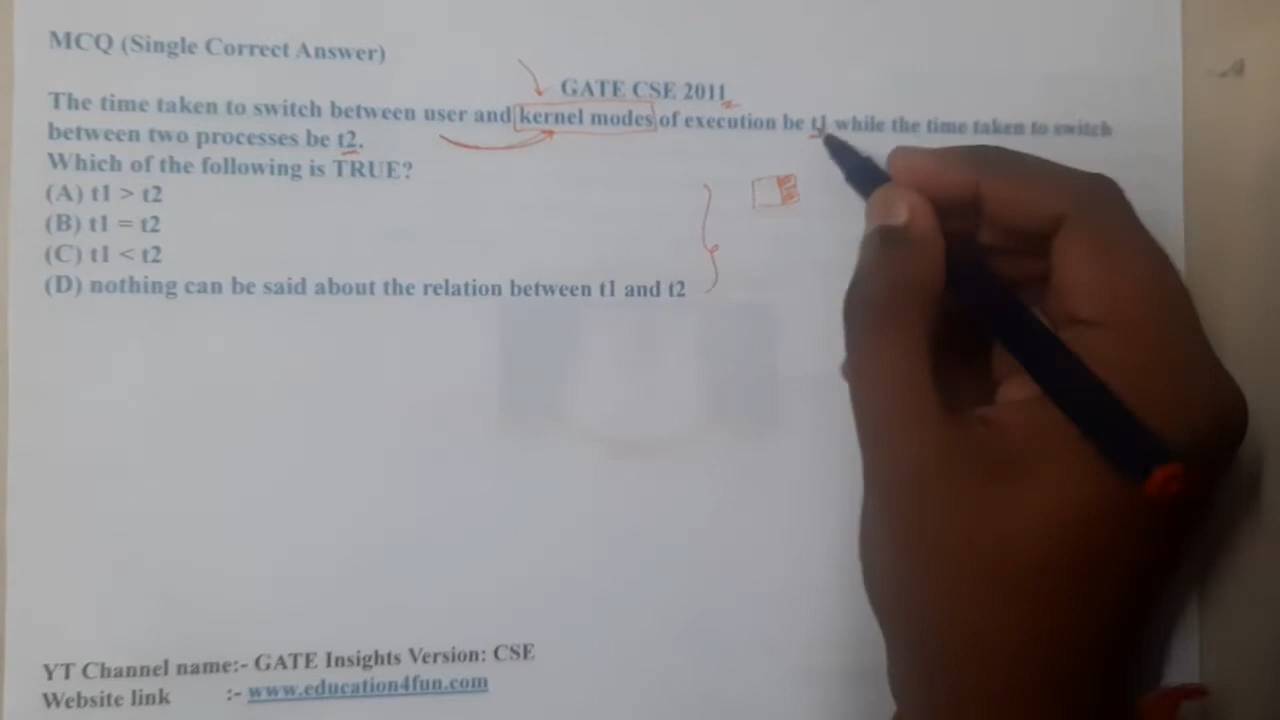 MCQ (Single Correct Answer)
GATE CSE 2011
The time taken to switch between user and kernel modes of execution be t1 while the time taken to switch
between two processes be t2.
Which of the following is TRUE?
(A) t1 > t2
(B) t1 = t2
(C) t1 < t2
(D) nothing can be said about the relation between t1 and t2
YT Channel name:- GATE Insights Version: CSE
Website link :- www.education4fun.com